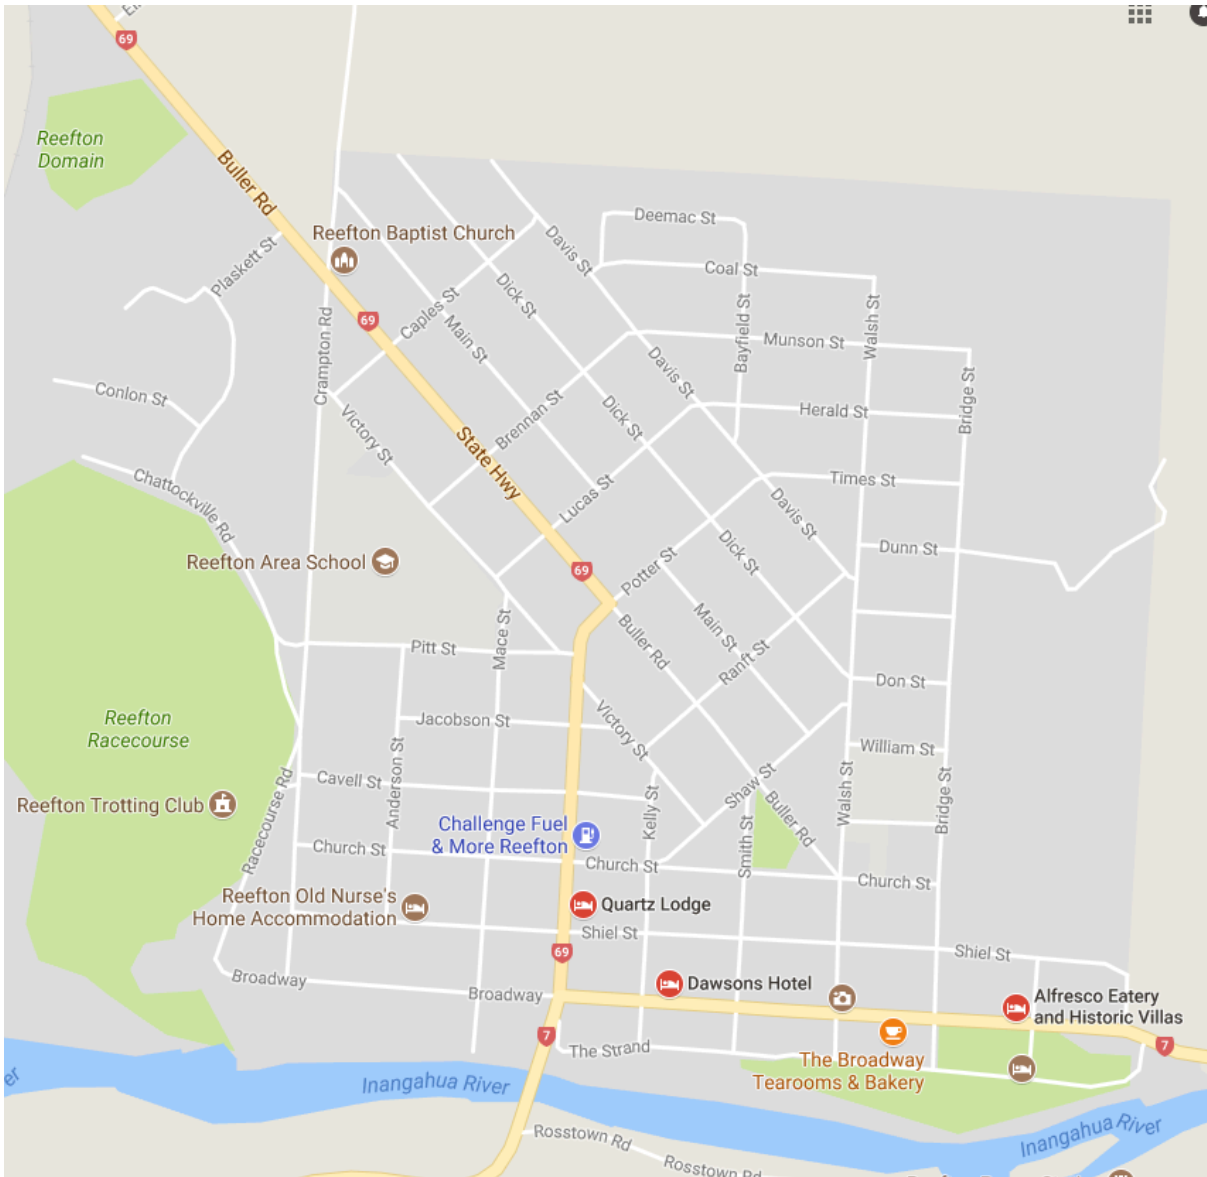 69
Reefton
Domain
Buller Rd
Deemac St
Reefton Baptist Church
Davis St
Plaskett St
Coal St
Dick St
69
Caples St
Main St
Crampton Rd
Walsh St
Bayfield St
Munson St
Davis St
Conlon St
Brennan St
Dick St
Herald St
Bridge St
Victory St
State Hwy
Chattockville Rd
Lucas St
Times St
Davis St
Dunn St
Reefton Area School
69
Potter St
Dick St
Mace St
Pitt St
Buller Rd
Main St
Ranft St
Don St
Reefton
Racecourse
Jacobson St
Victory St
William St
Anderson St
Cavell St
Shaw St
Buller Rd
Walsh St
Bridge St
Reefton Trotting Club
Racecourse Rd
Kelly St
Challenge Fuel
& More Reefton
Smith St
Church St
Church St
Church St
Reefton Old Nurse's
Home Accommodation
Quartz Lodge
Shiel St
Shiel St
69
Broadway
Broadway
Dawsons Hotel
Alfresco Eatery
and Historic Villas
7
The Strand
7
The Broadway
Tearooms & Bakery
Inangahua River
Inangahua River
Rosstown Rd
Rosstown Rd